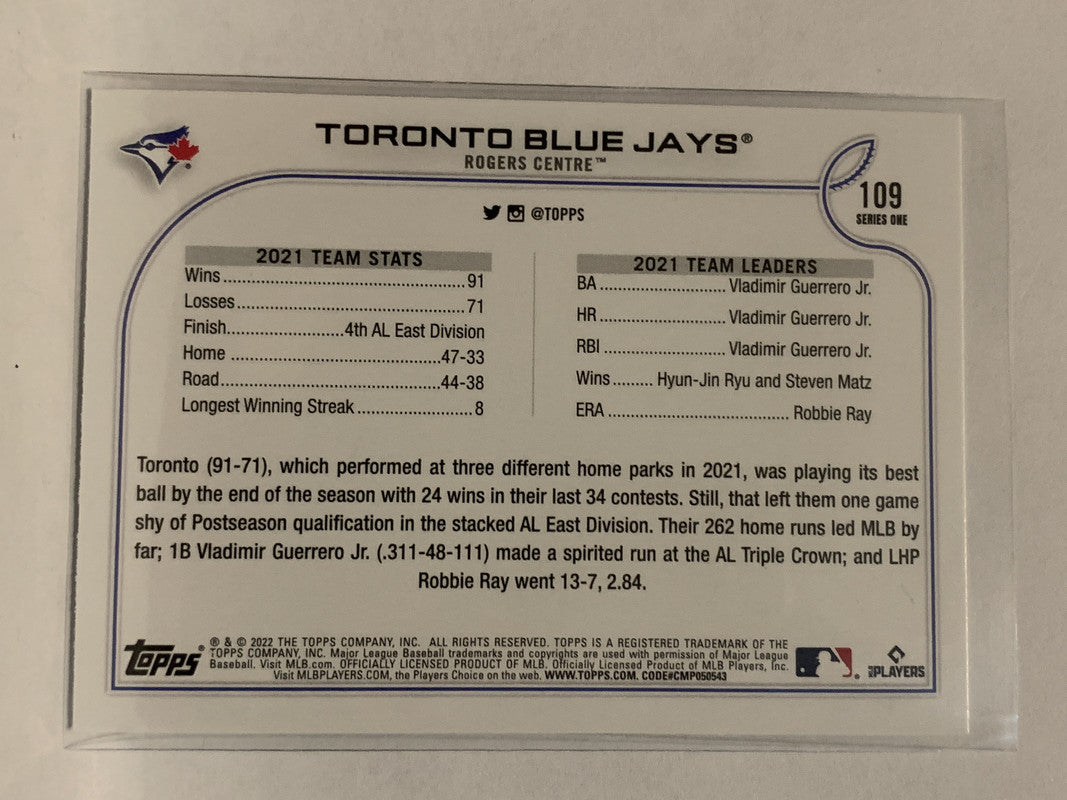 TORONTO BLUE JAYS®
ROGERS CENTRE™
109
SERIES ONE
@TOPPS
2021 TEAM STATS
Wins..................................................91
Losses...............................................71
Finish.......................4th AL East Division
Home ..........................................47-33
Road............................................44-38
Longest Winning Streak.......................8
2021 TEAM LEADERS
BA.......................... Vladimir Guerrero Jr.
HR.......................... Vladimir Guerrero Jr.
RBI......................... Vladimir Guerrero Jr.
Wins......... Hyun-Jin Ryu and Steven Matz
ERA...................................... Robbie Ray
Toronto (91-71), which performed at three different home parks in 2021, was playing its best
ball by the end of the season with 24 wins in their last 34 contests. Still, that left them one game
shy of Postseason qualification in the stacked AL East Division. Their 262 home runs led MLB by
far; 1B Vladimir Guerrero Jr. (.311-48-111) made a spirited run at the AL Triple Crown; and LHP
Robbie Ray went 13-7, 2.84.
Topps®
® & © 2022 THE TOPPS COMPANY, INC. ALL RIGHTS RESERVED. TOPPS IS A REGISTERED TRADEMARK OF THE
TOPPS COMPANY, INC. Major League Baseball trademarks and copyrights are used with permission of Major League
Baseball. Visit MLB.com. OFFICIALLY LICENSED PRODUCT OF MLB. Officially Licensed Product of MLB Players, Inc.
Visit MLBPLAYERS.COM, the Players Choice on the web. WWW.TOPPS.COM. CODE#CMP050543
MLB PLAYERS